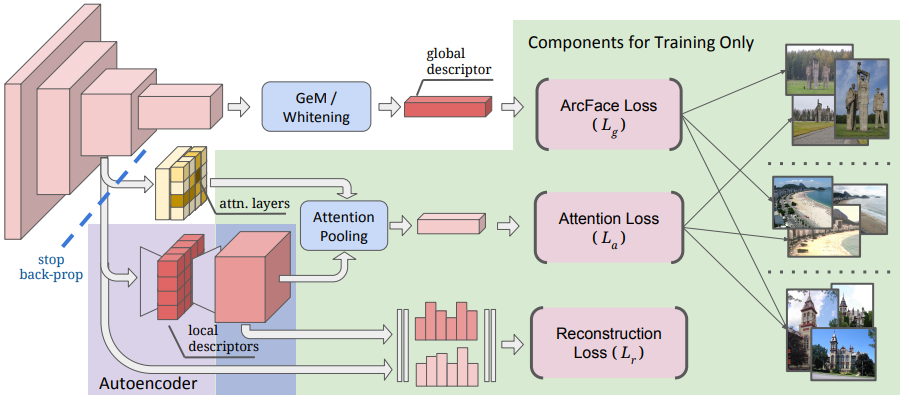 Components for Training Only
global
descriptor
GeM /
Whitening
ArcFace Loss
(L_g)
attn. layers
Attention
Pooling
Attention Loss
(L_a)
stop
back-prop
local
descriptors
Reconstruction
Loss (L_r)
Autoencoder